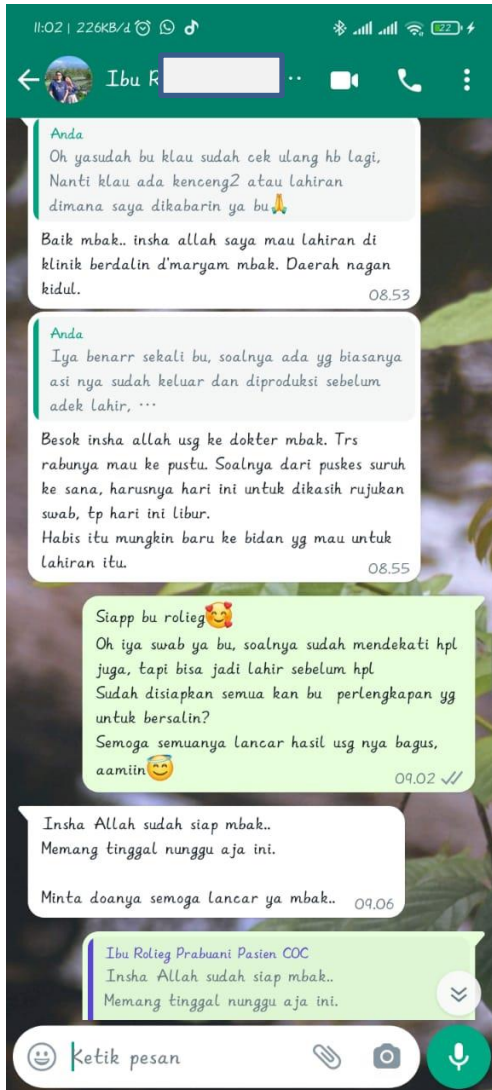 11:02 | 226KB/d
22
Ibu R
Anda
Oh yasudah bu klau sudah cek ulang hb lagi,
Nanti klau ada kenceng2 atau lahiran
dimana saya dikabarin ya bu🙏
Baik mbak.. insha allah saya mau lahiran di
klinik berdalin d'maryam mbak. Daerah nagan
kidul.
08.53
Anda
Iya benarr sekali bu, soalnya ada yg biasanya
asi nya sudah keluar dan diproduksi sebelum
adek lahir, ...
Besok insha allah usg ke dokter mbak. Trs
rabunya mau ke pustu. Soalnya dari puskes suruh
ke sana, harusnya hari ini untuk dikasih rujukan
swab, tp hari ini libur.
Habis itu mungkin baru ke bidan yg mau untuk
lahiran itu.
08.55
Siapp bu rolieg🥰
Oh iya swab ya bu, soalnya sudah mendekati hpl
juga, tapi bisa jadi lahir sebelum hpl
Sudah disiapkan semua kan bu perlengkapan yg
untuk bersalin?
Semoga semuanya lancar hasil usg nya bagus,
aamiin😇
09.02
Insha Allah sudah siap mbak..
Memang tinggal nunggu aja ini.
Minta doanya semoga lancar ya mbak..
09.06
Ibu Rolieg Prabuani Pasien COC
Insha Allah sudah siap mbak..
Memang tinggal nunggu aja ini.
Ketik pesan